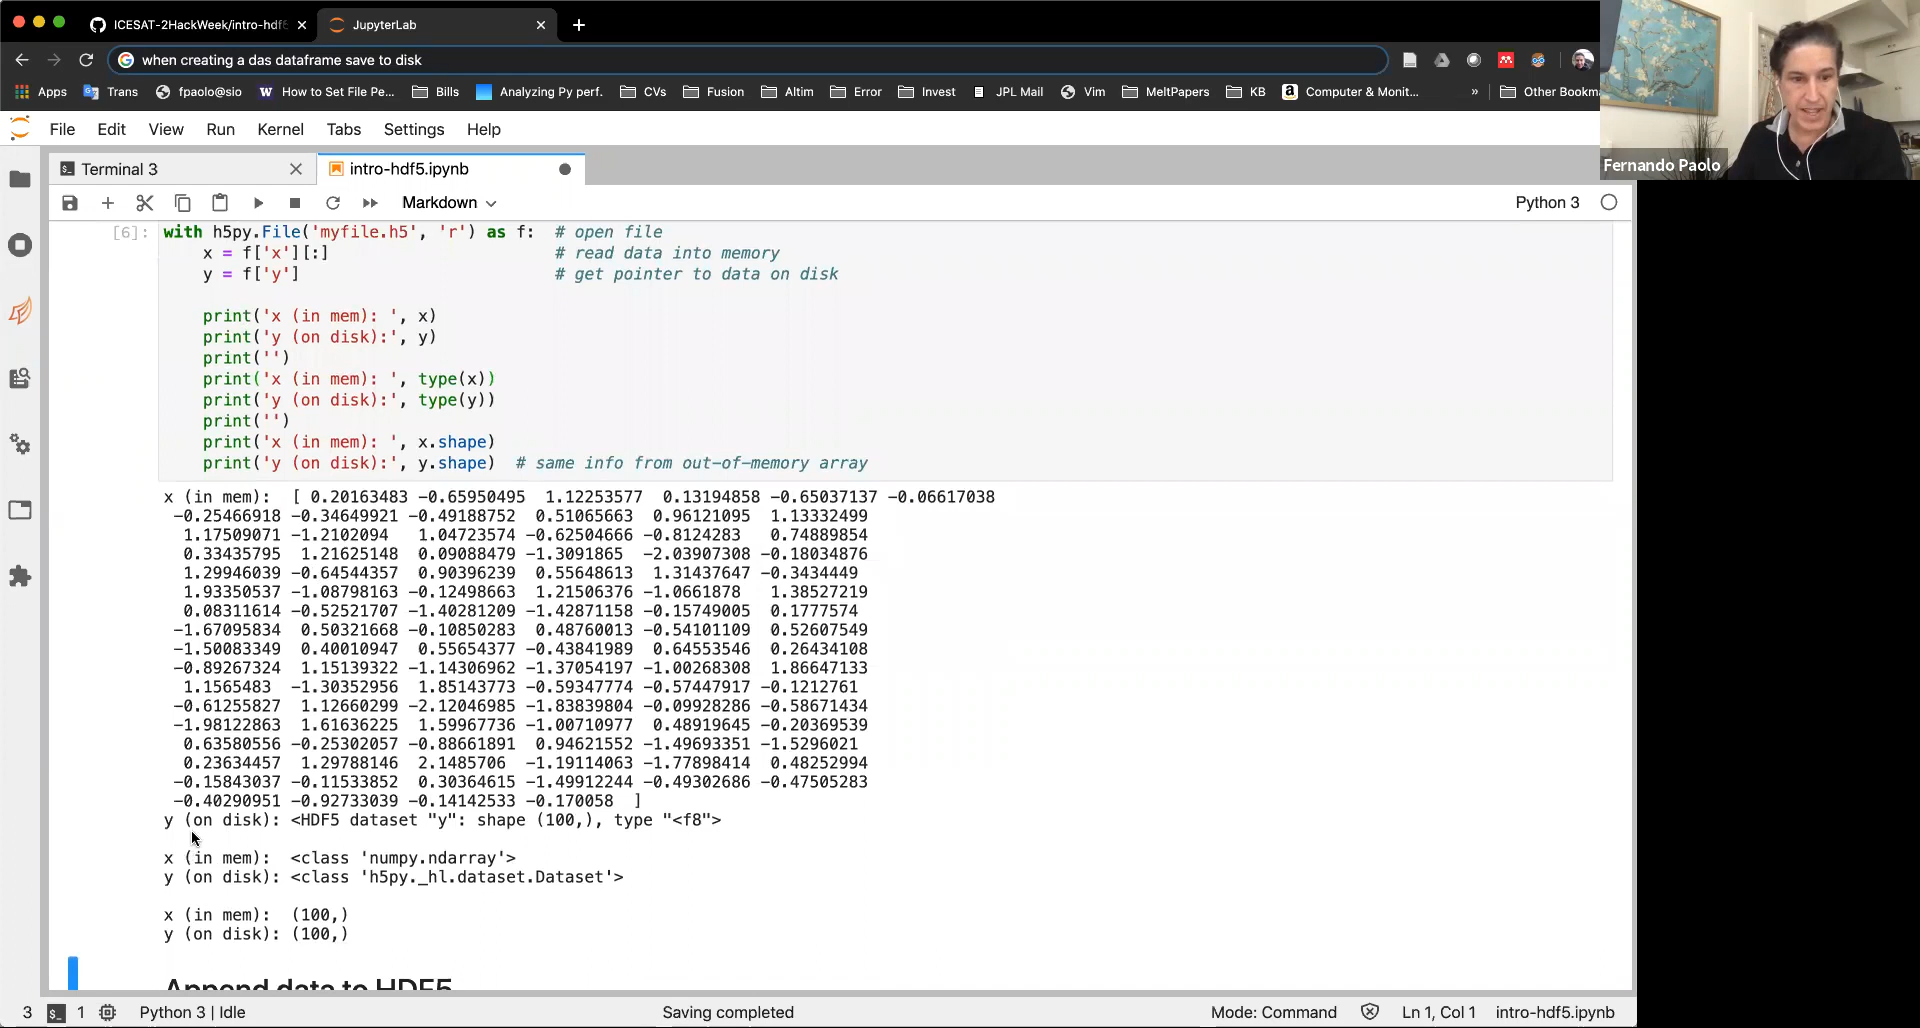 ICESAT-2HackWeek/intro-hdf5
JupyterLab
when creating a das dataframe save to disk
Apps
Trans
fpaolo@sio
How to Set File Pe...
Bills
Analyzing Py perf.
CVs
Fusion
Altim
Error
Invest
JPL Mail
Vim
MeltPapers
KB
Computer & Monit...
»
Other Bookma
File Edit View Run Kernel Tabs Settings Help
Fernando Paolo
Terminal 3
intro-hdf5.ipynb
Markdown
Python 3
[6]: with h5py.File('myfile.h5', 'r') as f:  # open file
x = f['x'][:]  # read data into memory
y = f['y']  # get pointer to data on disk
print('x (in mem): ', x)
print('y (on disk):', y)
print('')
print('x (in mem): ', type(x))
print('y (on disk):', type(y))
print('')
print('x (in mem): ', x.shape)
print('y (on disk):', y.shape)  # same info from out-of-memory array
x (in mem):  [ 0.20163483 -0.65950495  1.12253577  0.13194858 -0.65037137 -0.06617038
-0.25466918 -0.34649921 -0.49188752  0.51065663  0.96121095  1.13332499
1.17509071 -1.2102094   1.04723574 -0.62504666 -0.8124283   0.74889854
0.33435795  1.21625148  0.09088479 -1.3091865  -2.03907308 -0.18034876
1.29946039 -0.64544357  0.90396239  0.55648613  1.31437647 -0.3434449
1.93350537 -1.08798163 -0.12498663  1.21506376 -1.0661878   1.38527219
0.08311614 -0.52521707 -1.40281209 -1.42871158 -0.15749005  0.1777574
-1.67095834  0.50321668 -0.10850283  0.48760013 -0.54101109  0.52607549
-1.50083349  0.40010947  0.55654377 -0.43841989  0.64553546  0.26434108
-0.89267324  1.15139322 -1.14306962 -1.37054197 -1.00268308  1.86647133
1.1565483  -1.30352956  1.85143773 -0.59347774 -0.57447917 -0.1212761
-0.61255827  1.12660299 -2.12046985 -1.83839804 -0.09928286 -0.58671434
-1.98122863  1.61636225  1.59967736 -1.00710977  0.48919645 -0.20369539
0.63580556 -0.25302057 -0.88661891  0.94621552 -1.49693351 -1.5296021
0.23634457  1.29788146  2.1485706  -1.19114063 -1.77898414  0.48252994
-0.15843037 -0.11533852  0.30364615 -1.49912244 -0.49302686 -0.47505283
-0.40290951 -0.92733039 -0.14142533 -0.170058  ]
y (on disk): <HDF5 dataset "y": shape (100,), type "<f8">
x (in mem):  <class 'numpy.ndarray'>
y (on disk): <class 'h5py._hl.dataset.Dataset'>
x (in mem):  (100,)
y (on disk): (100,)
Append data to HDF5
3
1
Python 3 | Idle
Saving completed
Mode: Command
Ln 1, Col 1
intro-hdf5.ipynb